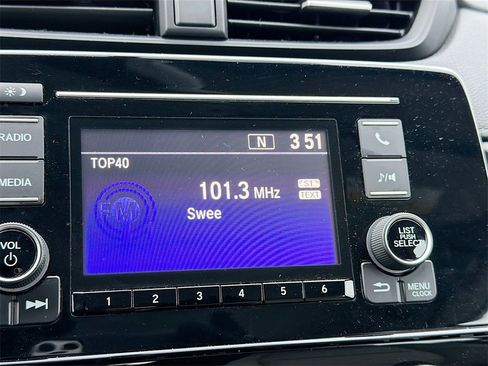 RADIO
MEDIA
VOL
N 3 51
TOP40
101.3 MHz
ST
TEXT
FM
Swee
1 2 3 4 5 6
LIST
PUSH
SELECT
MENU
CLOCK